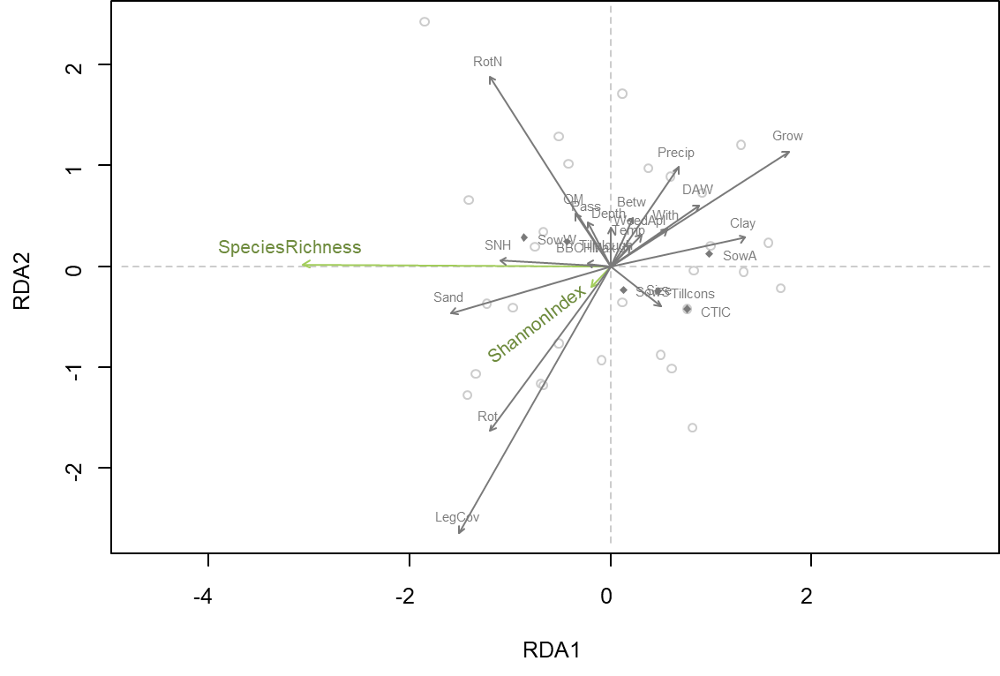 RotN
Grow
Precip
DAW
OM
Pass
Betw
Depth
With
WeedApl
Clay
Temp
SowW
SNH
BBCH
SpeciesRichness
SowA
Sand
SowS
Size
Tillcons
CTIC
ShannonIndex
Rot
LegCov
2
1
0
-1
-2
RDA2
-4
-2
0
2
RDA1